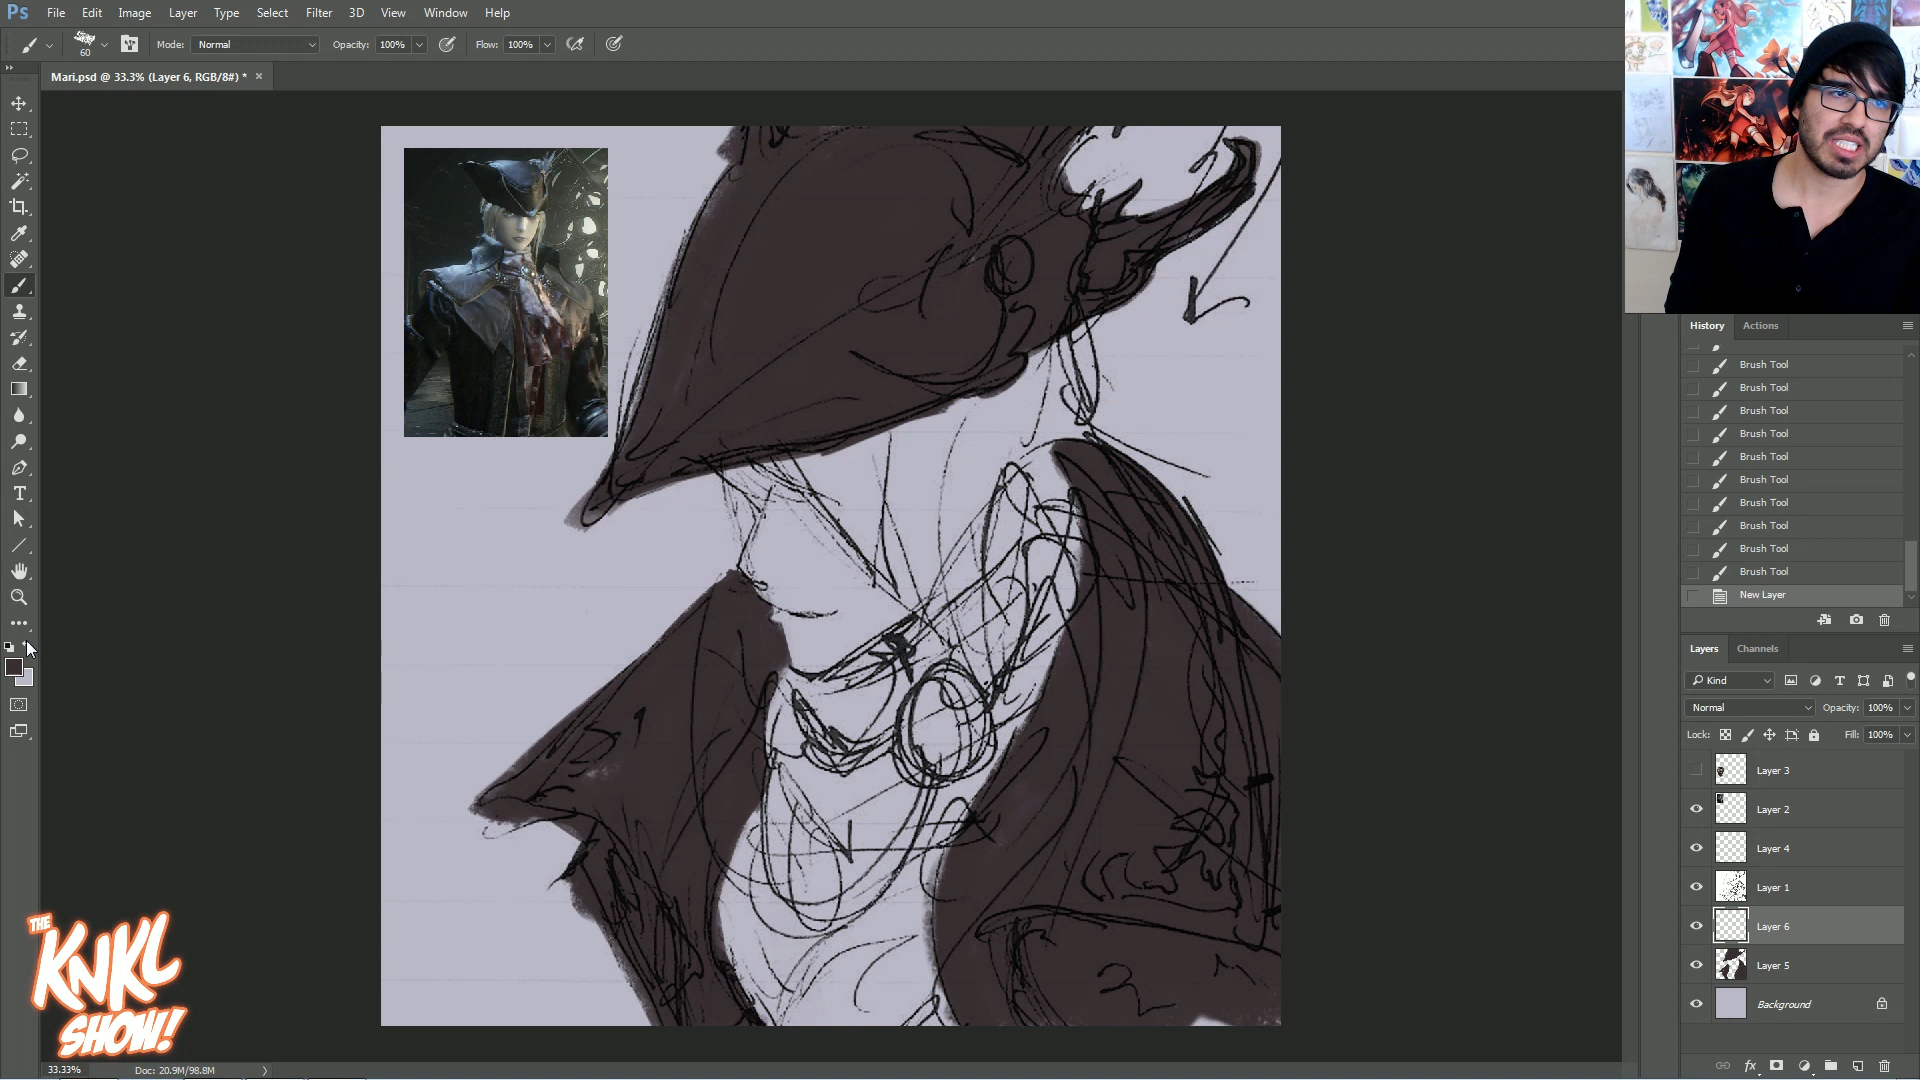 Ps File Edit Image Layer Type Select Filter 3D View Window Help
60 Mode: Normal Opacity: 100% Flow: 100%
Mari.psd @ 33.3% (Layer 6, RGB/8#) * ×
History Actions
Brush Tool
Brush Tool
Brush Tool
Brush Tool
Brush Tool
Brush Tool
Brush Tool
Brush Tool
Brush Tool
Brush Tool
New Layer
Layers Channels
Kind
Normal Opacity: 100%
Lock: Fill: 100%
Layer 3
Layer 2
Layer 4
Layer 1
Layer 6
Layer 5
Background
THE
KNKL
SHOW!
33.33% Doc: 20.9M/98.8M